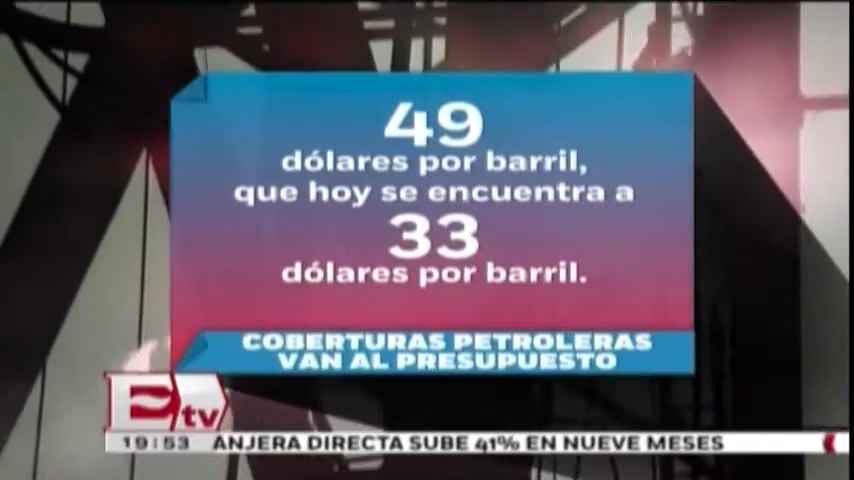 49
dólares por barril,
que hoy se encuentra a
33
dólares por barril.
COBERTURAS PETROLERAS
VAN AL PRESUPUESTO
tv
19:53 ANJERA DIRECTA SUBE 41% EN NUEVE MESES